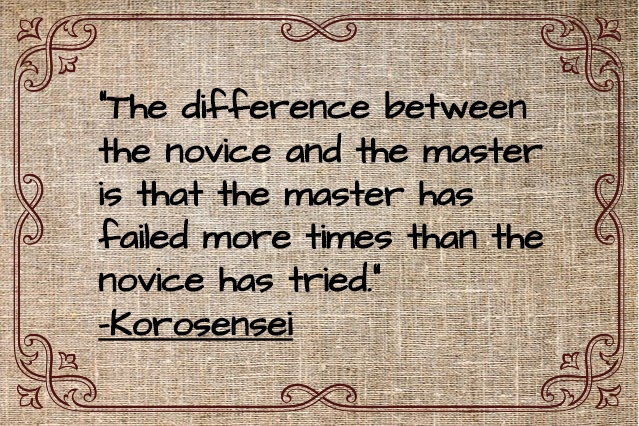 "The difference between
the novice and the master
is that the master has
failed more times than the
novice has tried."
-Korosensei